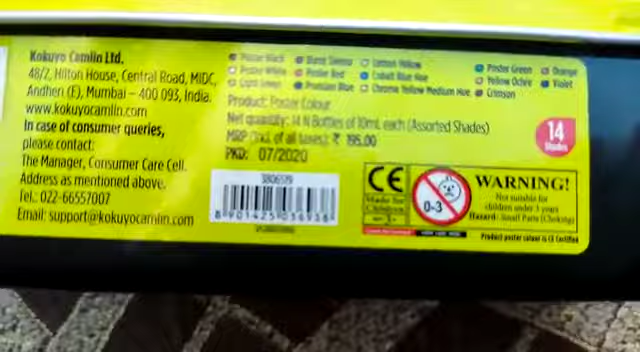 Kokuyo Camlin Ltd.
48/2, Hilton House, Central Road, MIDC,
Andheri (E), Mumbai – 400 093, India.
www.kokuyocamlin.com
In case of consumer queries,
please contact:
The Manager, Consumer Care Cell.
Address as mentioned above.
Tel.: 022-66557007
Email: support@kokuyocamlin.com
Poster Black Burnt Sienna Lemon Yellow Poster Green Orange
Poster White Poster Red Cobalt Blue Hue Yellow Ochre Violet
Light Green Prussian Blue Chrome Yellow Medium Hue Crimson
Product: Poster Colour
Net quantity: 14 N Bottles of 10mL each (Assorted Shades)
MRP (Incl. of all taxes): ₹ 195.00
PKD: 07/2020
14
Shades
CE
Made for
Children
0-3
WARNING!
Not suitable for
children under 3 years
Hazard: Small Parts (Choking)
Product poster colour is CE Certified